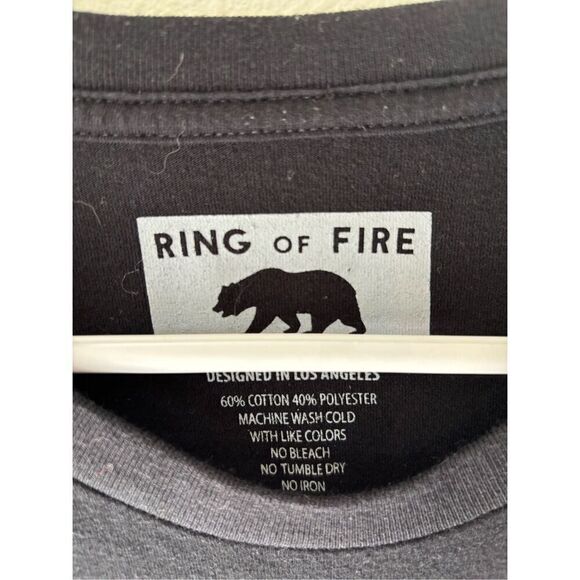 RING OF FIRE
DESIGNED IN LOS ANGELES
60% COTTON 40% POLYESTER
MACHINE WASH COLD
WITH LIKE COLORS
NO BLEACH
NO TUMBLE DRY
NO IRON